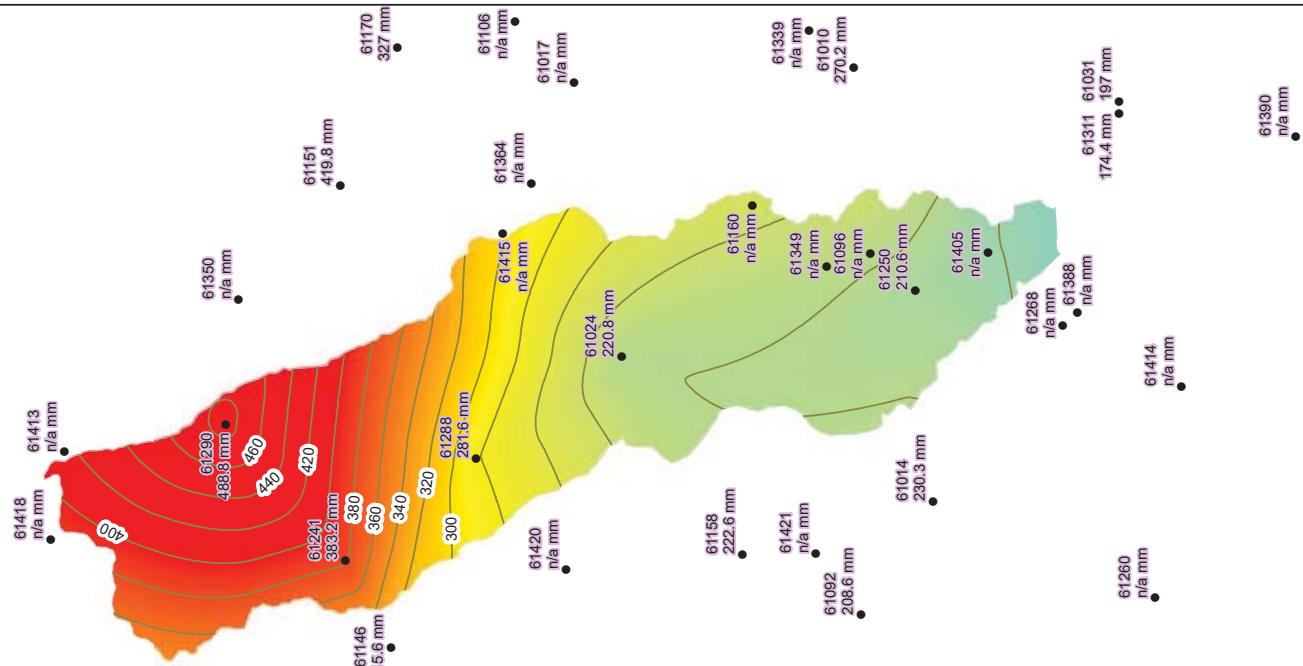 61170
327 mm
61106
n/a mm
61017
n/a mm
61339
n/a mm
61010
270.2 mm
61031
197 mm
61311
174.4 mm
61390
n/a mm
61151
419.8 mm
61364
n/a mm
61350
n/a mm
61415
n/a mm
61160
n/a mm
61349
n/a mm
61096
n/a mm
61250
210.6 mm
61405
n/a mm
61268
n/a mm
61388
n/a mm
61024
220.8 mm
61414
n/a mm
61413
n/a mm
61290
488.8 mm
61288
281.6 mm
460
440
420
400
380
360
340
320
300
61418
n/a mm
61241
383.2 mm
61420
n/a mm
61158
222.6 mm
61421
n/a mm
61014
230.3 mm
61092
208.6 mm
61260
n/a mm
61146
5.6 mm